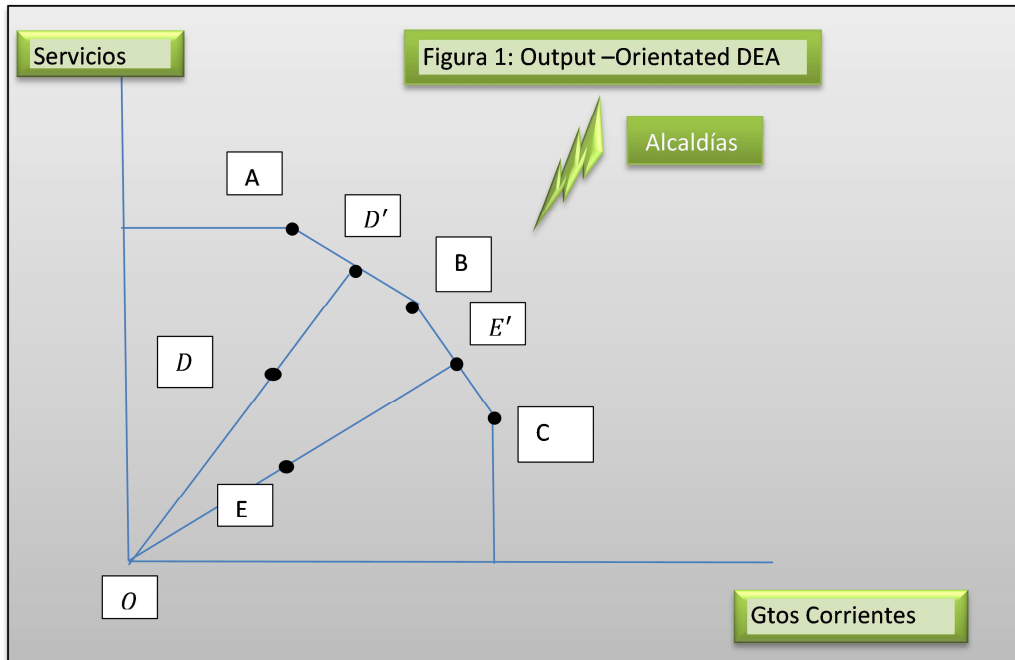 Servicios
Figura 1: Output –Orientated DEA
Alcaldías
A
D′
B
E′
D
C
E
O
Gtos Corrientes